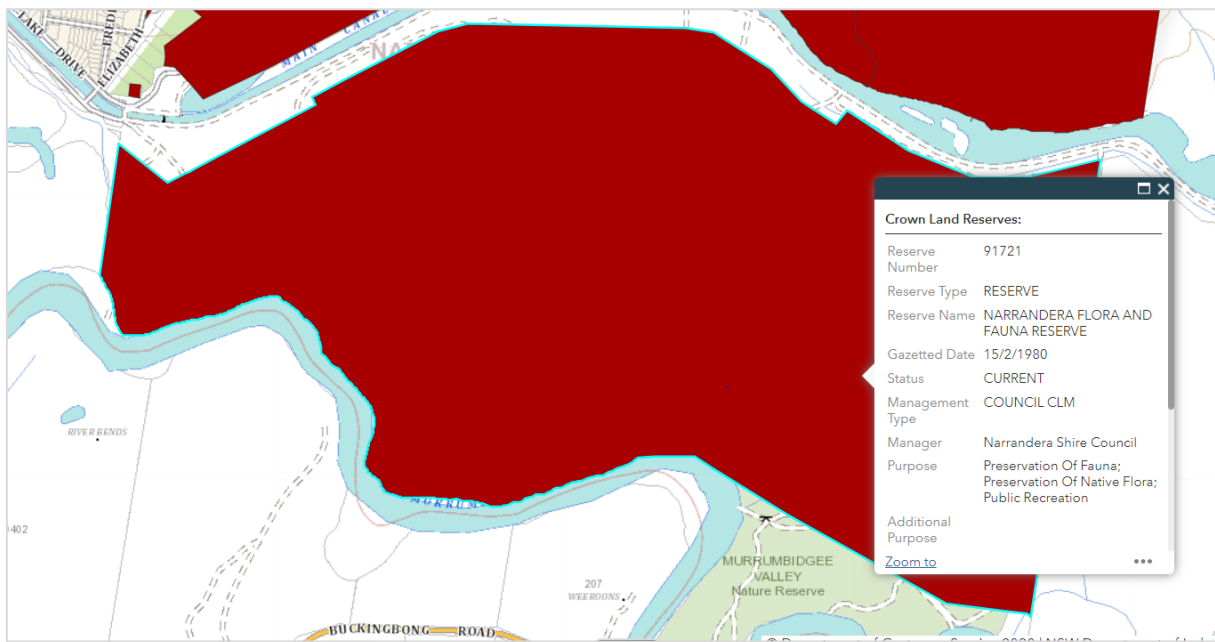 LAKE DRIVE
ELIZABETH
MAIN CANAL
NA
Crown Land Reserves:
Reserve Number 91721
Reserve Type RESERVE
Reserve Name NARRANDERA FLORA AND
FAUNA RESERVE
Gazetted Date 15/2/1980
Status CURRENT
Management Type COUNCIL CLM
Manager Narrandera Shire Council
Purpose Preservation Of Fauna;
Preservation Of Native Flora;
Public Recreation
Additional
Purpose
Zoom to
RIVER BENDS
402
MURRUMBIDGEE
VALLEY
Nature Reserve
207
WEEROONS
BUCKINGBONG ROAD